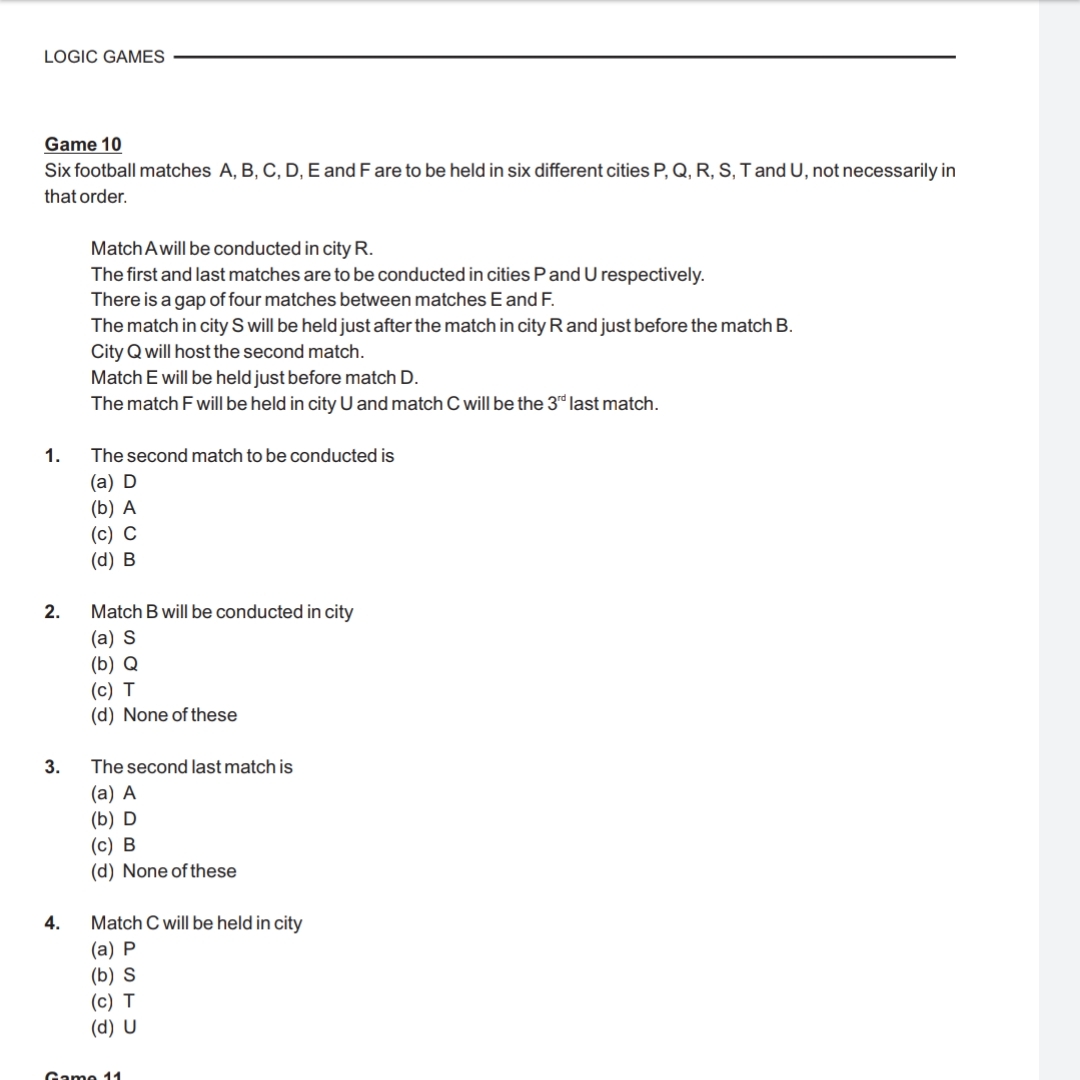 LOGIC GAMES
Game 10
Six football matches A, B, C, D, E and F are to be held in six different cities P, Q, R, S, T and U, not necessarily in
that order.
Match A will be conducted in city R.
The first and last matches are to be conducted in cities P and U respectively.
There is a gap of four matches between matches E and F.
The match in city S will be held just after the match in city R and just before the match B.
City Q will host the second match.
Match E will be held just before match D.
The match F will be held in city U and match C will be the 3rd last match.
1. The second match to be conducted is
(a) D
(b) A
(c) C
(d) B
2. Match B will be conducted in city
(a) S
(b) Q
(c) T
(d) None of these
3. The second last match is
(a) A
(b) D
(c) B
(d) None of these
4. Match C will be held in city
(a) P
(b) S
(c) T
(d) U
Game 11